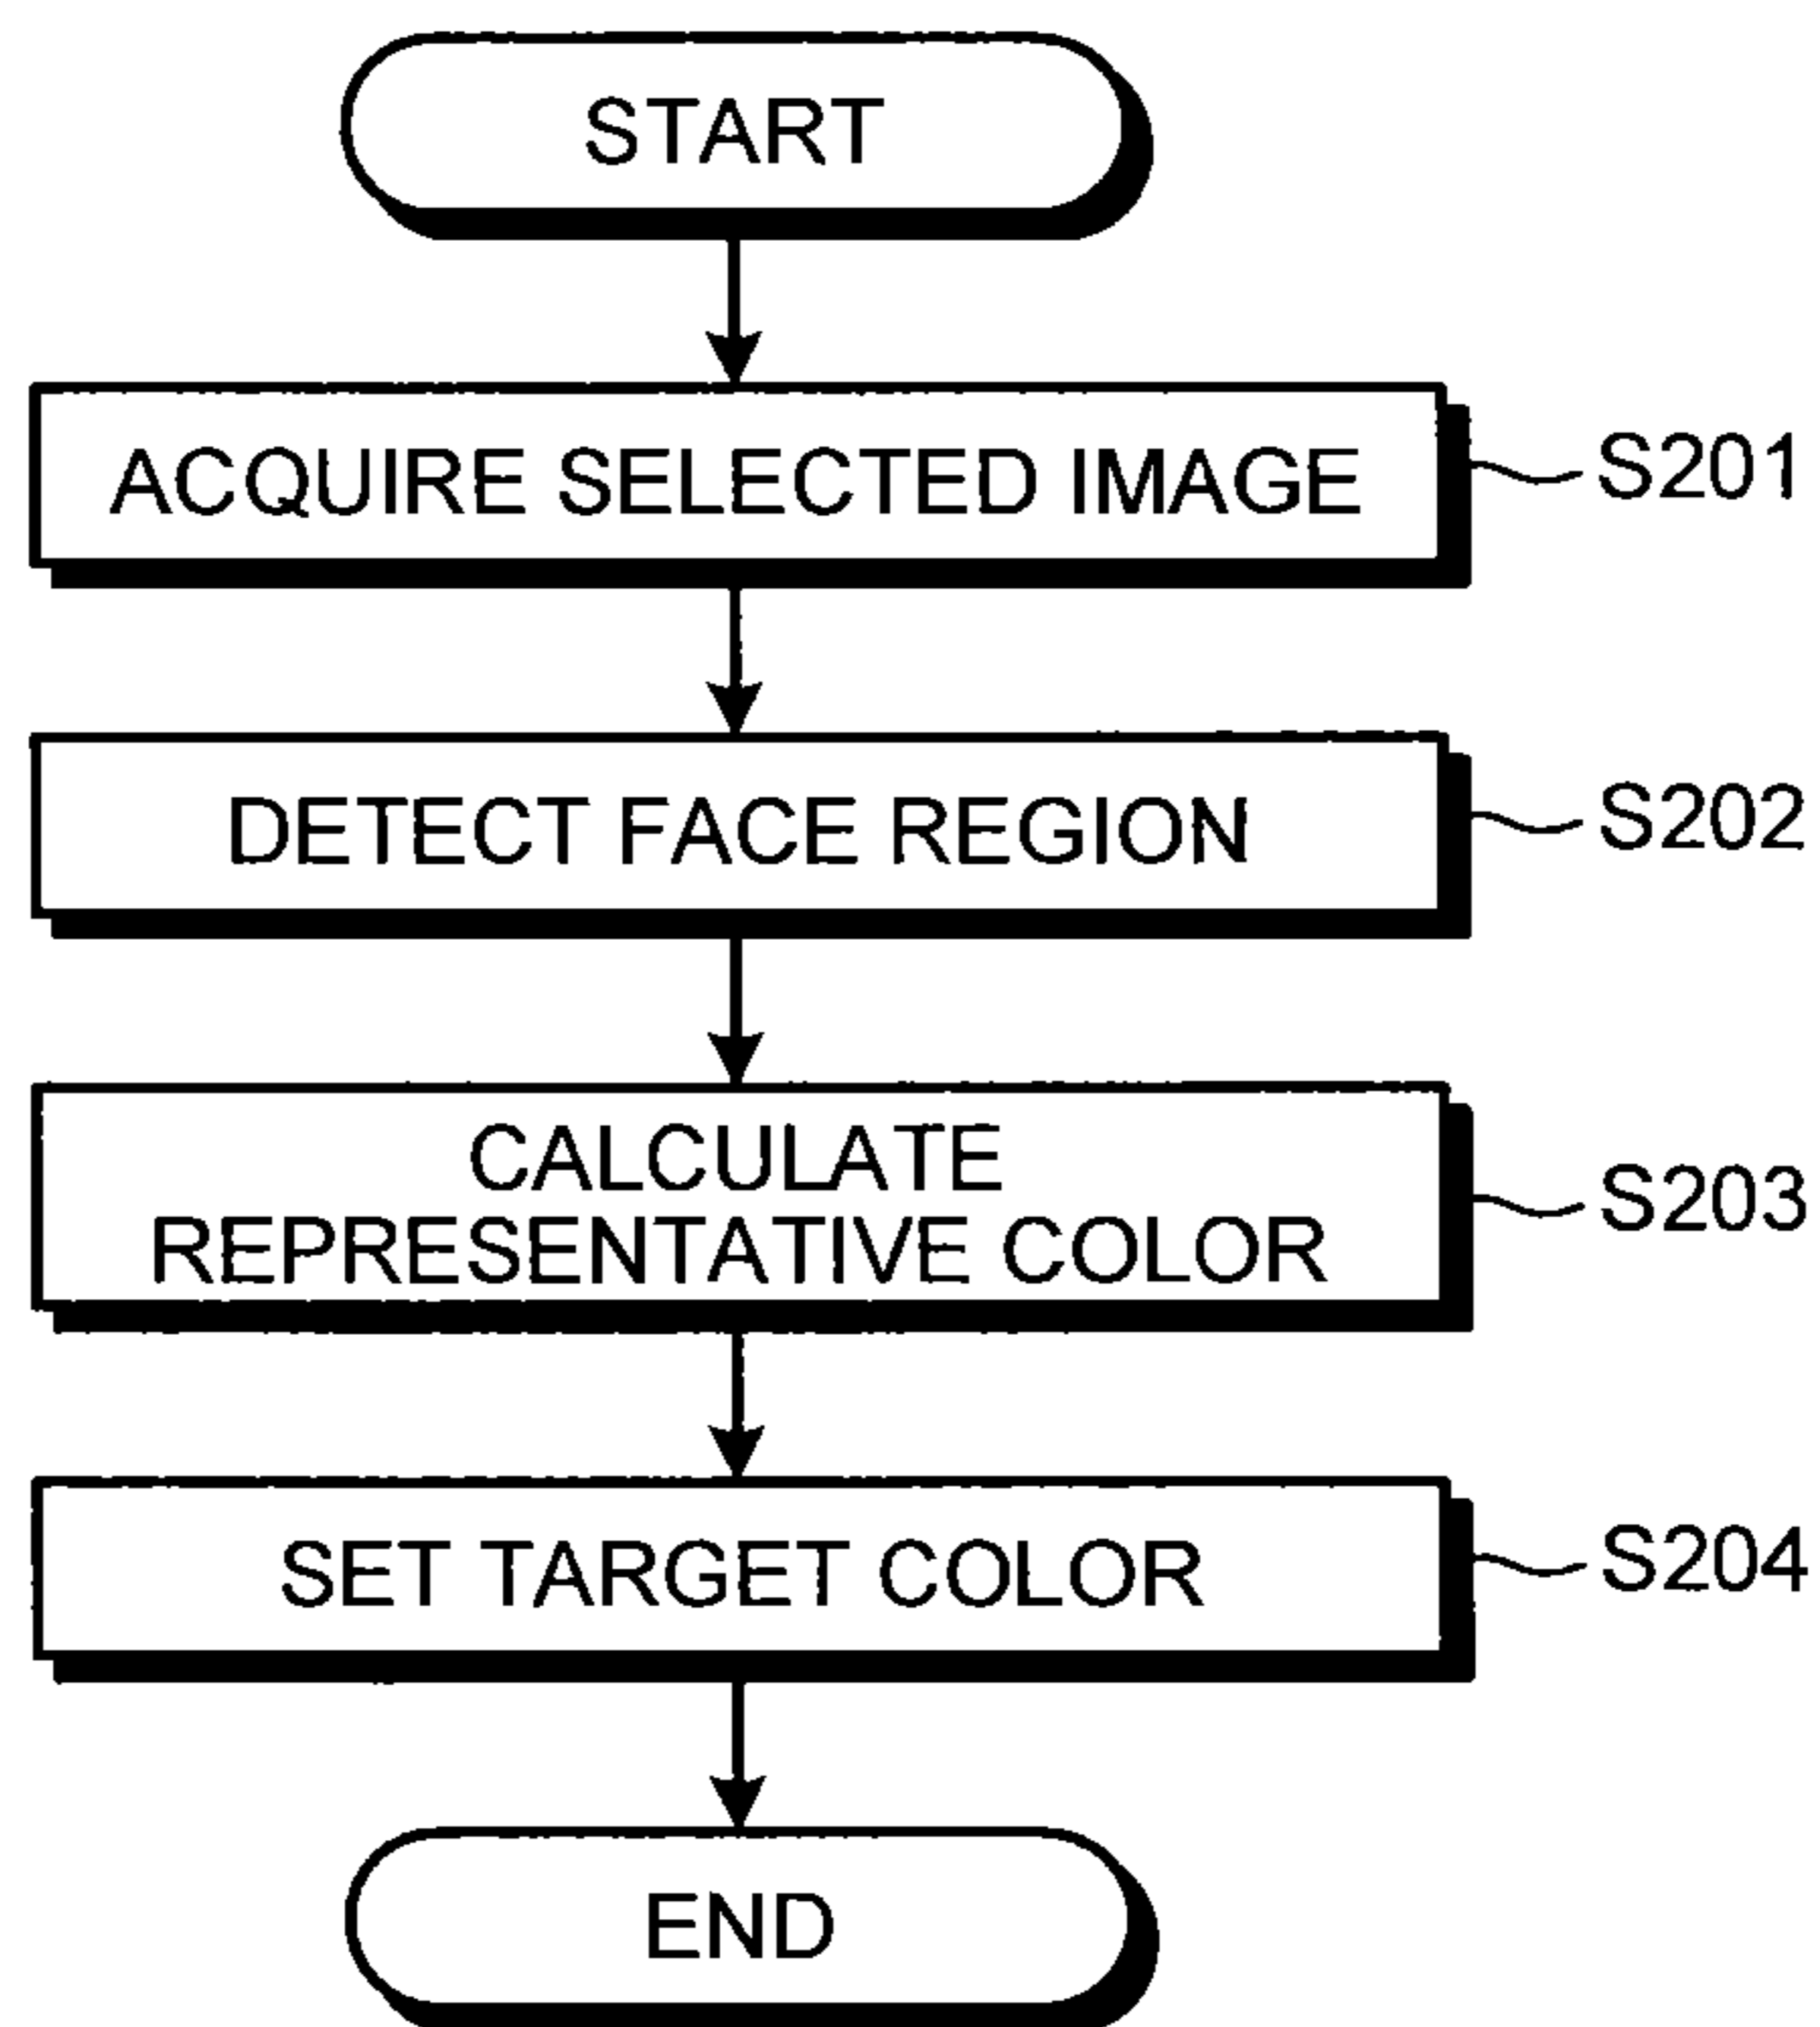 START
ACQUIRE SELECTED IMAGE
S201
DETECT FACE REGION
S202
CALCULATE
REPRESENTATIVE COLOR
S203
SET TARGET COLOR
S204
END